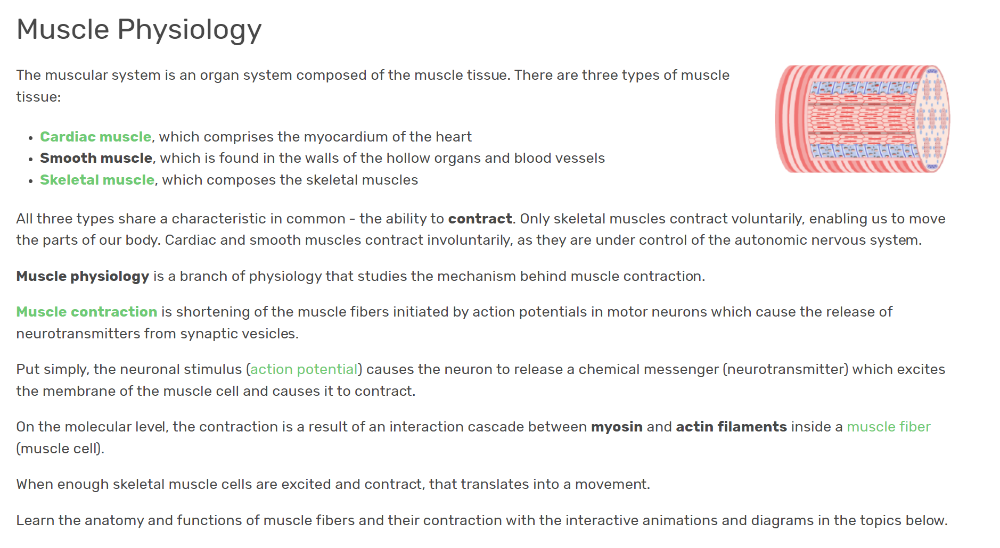 Muscle Physiology
The muscular system is an organ system composed of the muscle tissue. There are three types of muscle
tissue:
• Cardiac muscle, which comprises the myocardium of the heart
• Smooth muscle, which is found in the walls of the hollow organs and blood vessels
• Skeletal muscle, which composes the skeletal muscles
All three types share a characteristic in common - the ability to contract. Only skeletal muscles contract voluntarily, enabling us to move
the parts of our body. Cardiac and smooth muscles contract involuntarily, as they are under control of the autonomic nervous system.
Muscle physiology is a branch of physiology that studies the mechanism behind muscle contraction.
Muscle contraction is shortening of the muscle fibers initiated by action potentials in motor neurons which cause the release of
neurotransmitters from synaptic vesicles.
Put simply, the neuronal stimulus (action potential) causes the neuron to release a chemical messenger (neurotransmitter) which excites
the membrane of the muscle cell and causes it to contract.
On the molecular level, the contraction is a result of an interaction cascade between myosin and actin filaments inside a muscle fiber
(muscle cell).
When enough skeletal muscle cells are excited and contract, that translates into a movement.
Learn the anatomy and functions of muscle fibers and their contraction with the interactive animations and diagrams in the topics below.